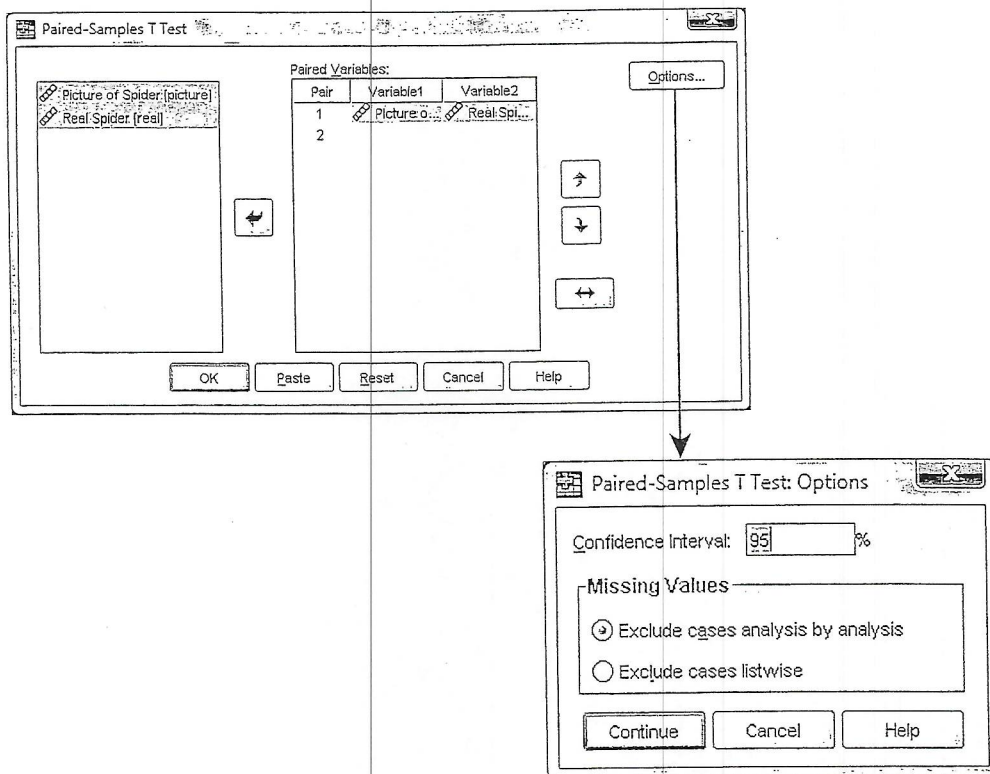 Paired-Samples T Test
Picture of Spider [picture]
Real Spider [real]
Paired Variables:
Pair Variable1 Variable2
1 Picture o... Real Spi...
2
Options...
OK Paste Reset Cancel Help
Paired-Samples T Test: Options
Confidence Interval: 95 %
Missing Values
Exclude cases analysis by analysis
Exclude cases listwise
Continue Cancel Help